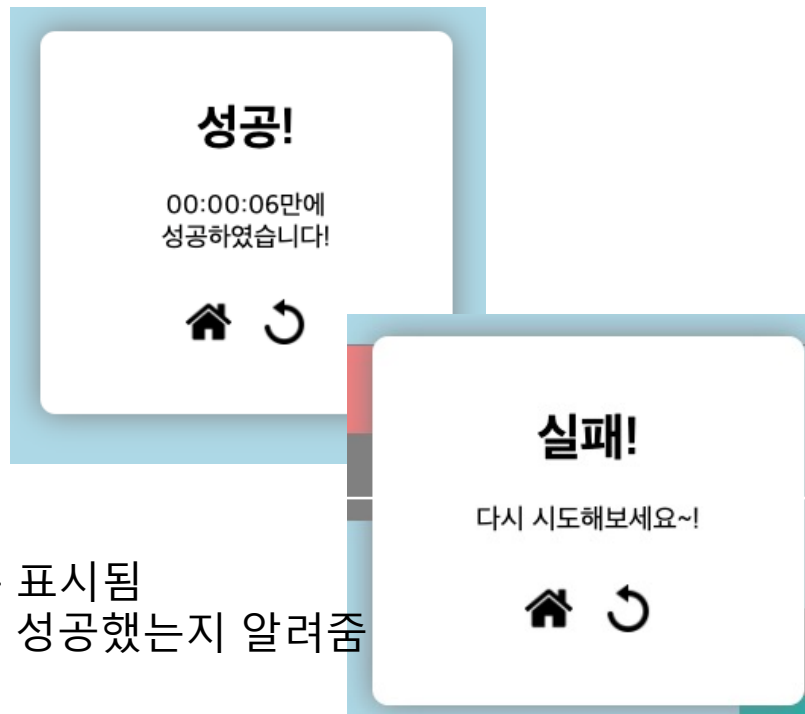 성공!
00:00:06만에
성공하였습니다!
실패!
다시 시도해보세요~!
표시됨
성공했는지 알려줌